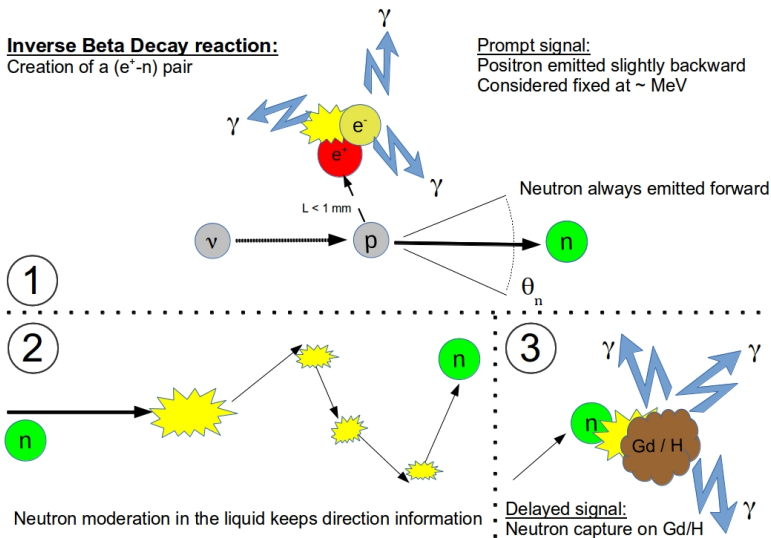 Inverse Beta Decay reaction:
Creation of a (e⁺-n) pair
Prompt signal:
Positron emitted slightly backward
Considered fixed at ~ MeV
γ
γ
γ
e⁻
e⁺
L < 1 mm
Neutron always emitted forward
ν
p
n
θₙ
1
2
n
n
Neutron moderation in the liquid keeps direction information
3
γ
γ
n
Gd / H
γ
Delayed signal:
Neutron capture on Gd/H